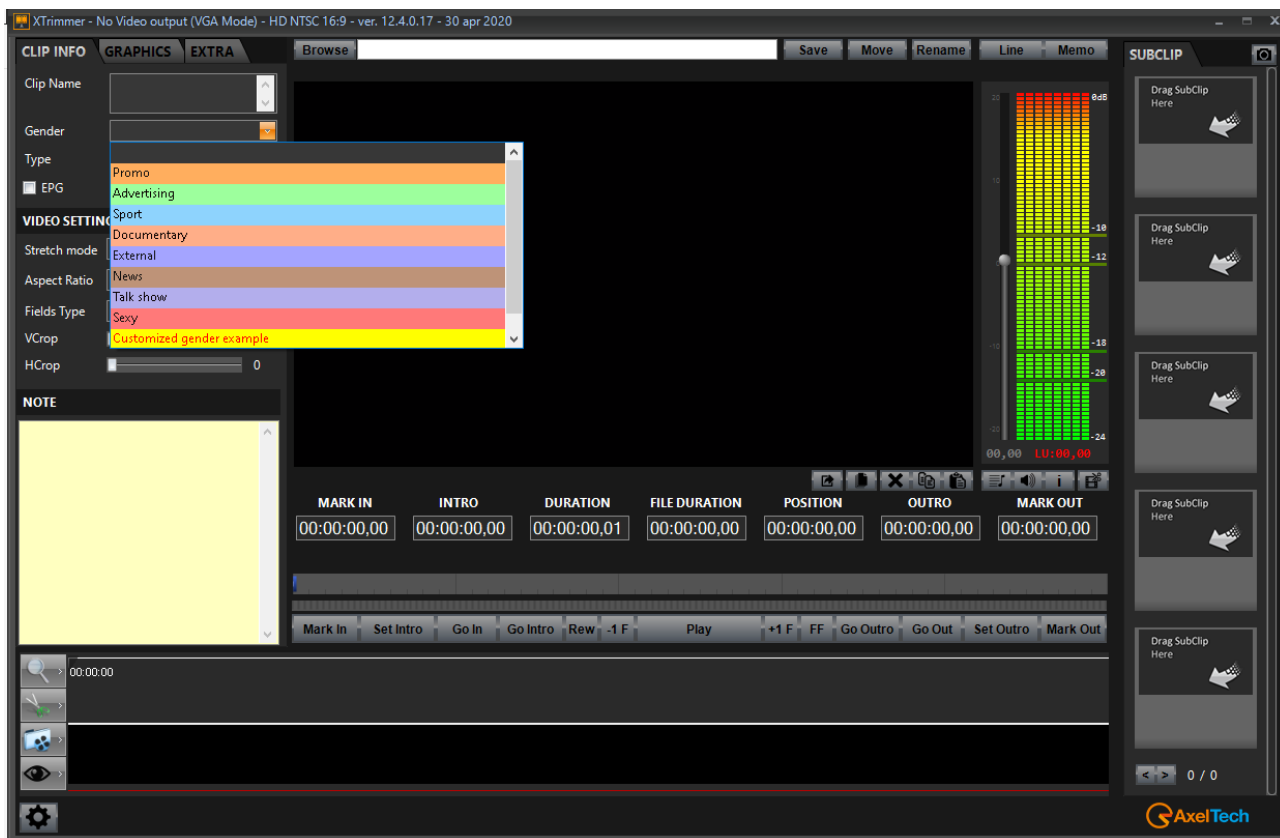 XTrimmer - No Video output (VGA Mode) - HD NTSC 16:9 - ver. 12.4.0.17 - 30 apr 2020
CLIP INFO GRAPHICS EXTRA
Browse Save Move Rename Line Memo
SUBCLIP
Clip Name
Gender
Type
EPG
Promo
Advertising
Sport
Documentary
External
News
Talk show
Sexy
Customized gender example
VIDEO SETTIN
Stretch mode
Aspect Ratio
Fields Type
VCrop
HCrop 0
NOTE
20 0dB
10
-10
-12
-10 -18
-20
-20 -24
00,00 LU:00,00
MARK IN INTRO DURATION FILE DURATION POSITION OUTRO MARK OUT
00:00:00,00 00:00:00,00 00:00:00,01 00:00:00,00 00:00:00,00 00:00:00,00 00:00:00,00
Mark In Set Intro Go In Go Intro Rew -1 F Play +1 F FF Go Outro Go Out Set Outro Mark Out
00:00:00
Drag SubClip
Here
Drag SubClip
Here
Drag SubClip
Here
Drag SubClip
Here
Drag SubClip
Here
< > 0 / 0
AxelTech